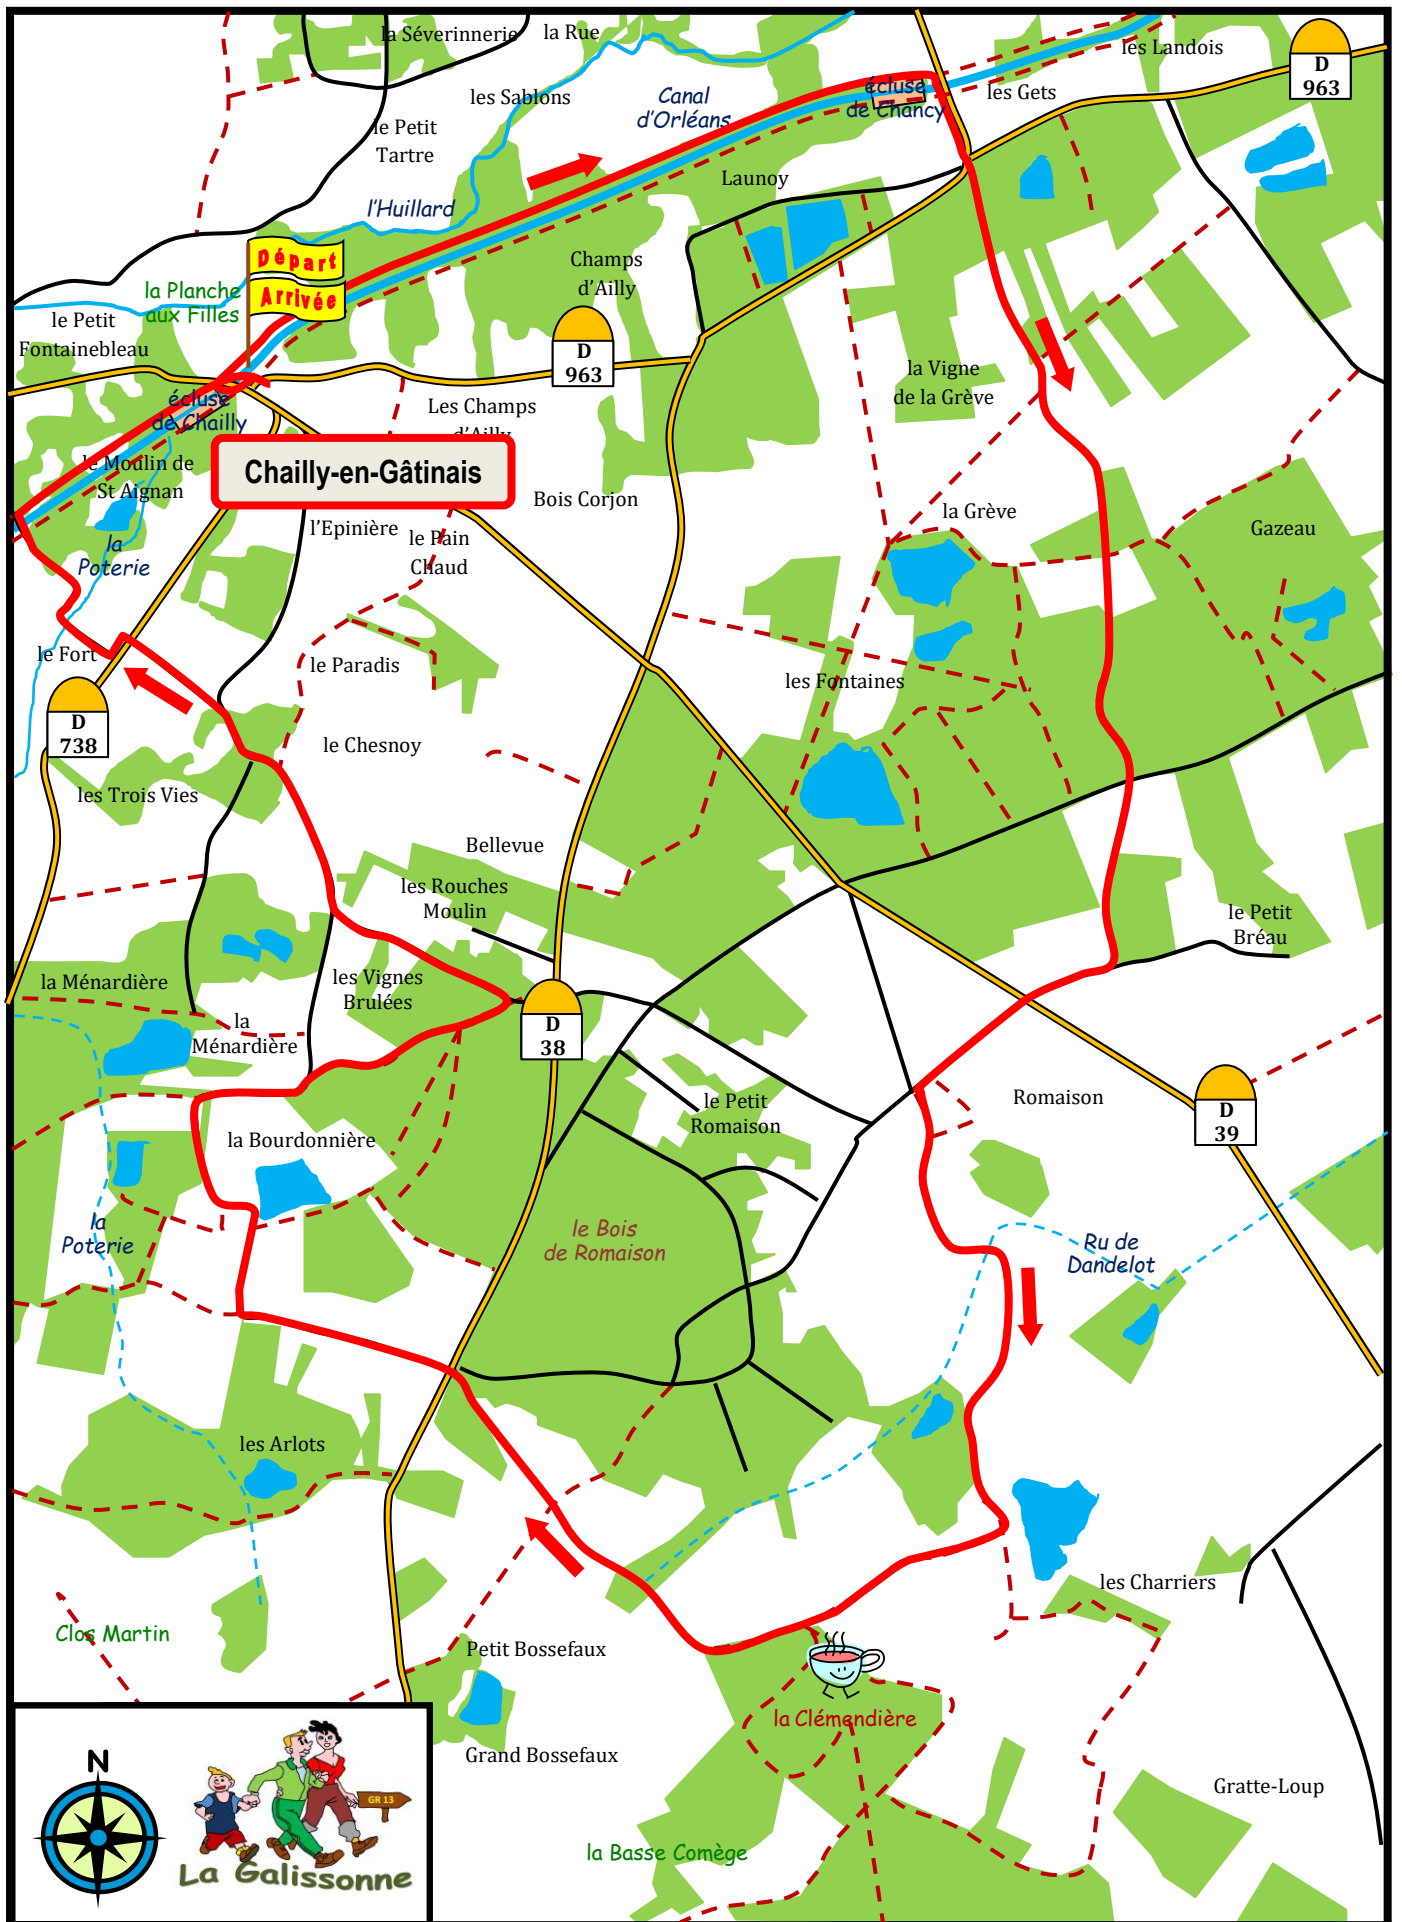 la Séverinnerie
la Rue
les Landois
D
963
les Sablons
Canal
d'Orléans
écluse
de Chancy
les Gets
le Petit
Tartre
Launoy
l'Huillard
Départ
Arrivée
Champs
d'Ailly
la Planche
aux Filles
le Petit
Fontainebleau
D
963
la Vigne
de la Grève
écluse
de Chailly
Les Champs
d'Ailly
le Moulin de
St Aignan
Chailly-en-Gâtinais
Bois Corjon
la Grève
Gazeau
l'Epinière
le Pain
Chaud
la
Poterie
le Fort
le Paradis
les Fontaines
D
738
le Chesnoy
les Trois Vies
Bellevue
les Rouches
Moulin
le Petit
Bréau
la Ménardière
les Vignes
Brulées
la
Ménardière
D
38
le Petit
Romaison
Romaison
D
39
la Bourdonnière
la
Poterie
le Bois
de Romaison
Ru de
Dandelot
les Arlots
les Charriers
Clos Martin
Petit Bossefaux
la Clémendière
Grand Bossefaux
Gratte-Loup
N
GR 13
La Galissonne
la Basse Comège